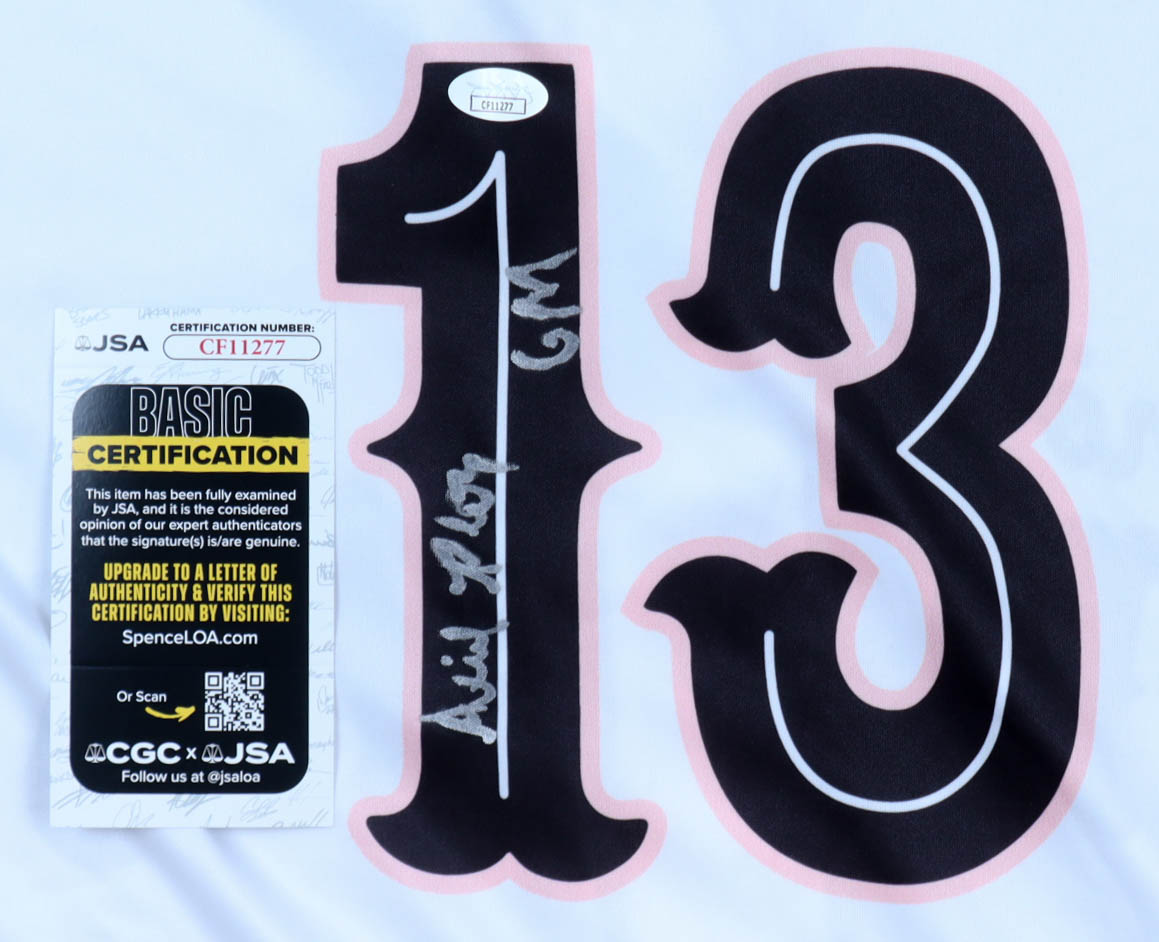 13
CF11277
JSA
CERTIFICATION NUMBER:
CF11277
BASIC
CERTIFICATION
This item has been fully examined
by JSA, and it is the considered
opinion of our expert authenticators
that the signature(s) is/are genuine.
UPGRADE TO A LETTER OF
AUTHENTICITY & VERIFY THIS
CERTIFICATION BY VISITING:
SpenceLOA.com
Or Scan
CGC x JSA
Follow us at @jsaloa